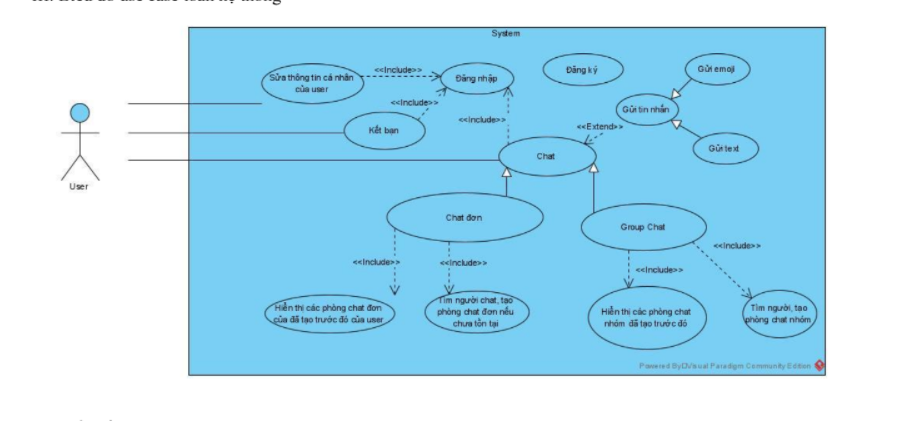 System
Sửa thông tin cá nhân
của user
<<Include>>
Đăng nhập
Đăng ký
Gửi emoji
<<Include>>
Gửi tin nhắn
Kết bạn
<<Include>>
<<Extend>>
Gửi text
Chat
User
Chat đơn
Group Chat
<<Include>>
<<Include>>
<<Include>>
<<Include>>
Hiển thị các phòng chat đơn
của đã tạo trước đó của user
Tìm người chat, tạo
phòng chat đơn nếu
chưa tồn tại
Hiển thị các phòng chat
nhóm đã tạo trước đó
Tìm người, tạo
phòng chat nhóm
Powered By Visual Paradigm Community Edition